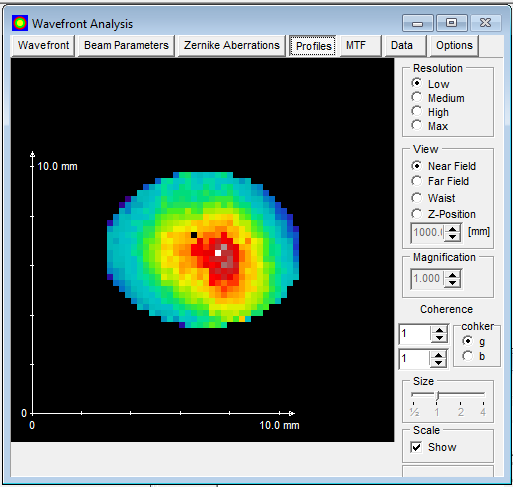 Wavefront Analysis
Wavefront Beam Parameters Zernike Aberrations Profiles MTF Data Options
Resolution
Low
Medium
High
Max
View
Near Field
Far Field
Waist
Z-Position
1000.( [mm]
Magnification
1.000
Coherence
cohker
1
g
1
b
Size
½ 1 2 4
Scale
Show
10.0 mm
0
0 10.0 mm